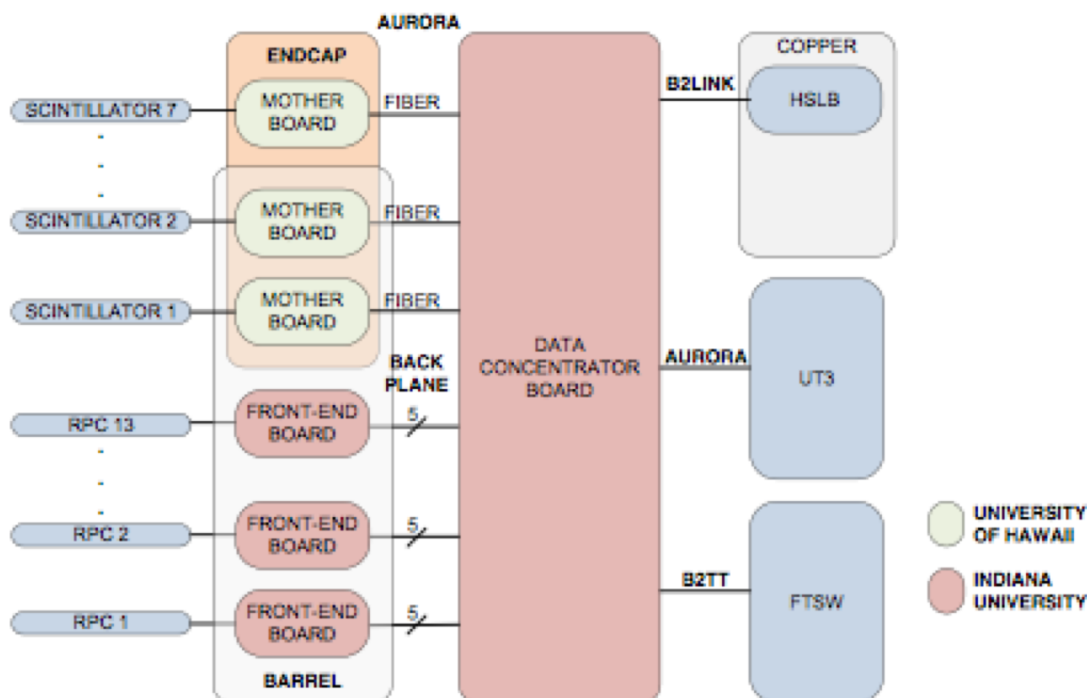 AURORA
ENDCAP
COPPER
SCINTILLATOR 7
MOTHER
BOARD
FIBER
B2LINK
HSLB
SCINTILLATOR 2
MOTHER
BOARD
FIBER
SCINTILLATOR 1
MOTHER
BOARD
FIBER
DATA
CONCENTRATOR
BOARD
AURORA
UT3
BACK
PLANE
RPC 13
FRONT-END
BOARD
5
RPC 2
FRONT-END
BOARD
5
RPC 1
FRONT-END
BOARD
5
BARREL
B2TT
FTSW
UNIVERSITY
OF HAWAII
INDIANA
UNIVERSITY